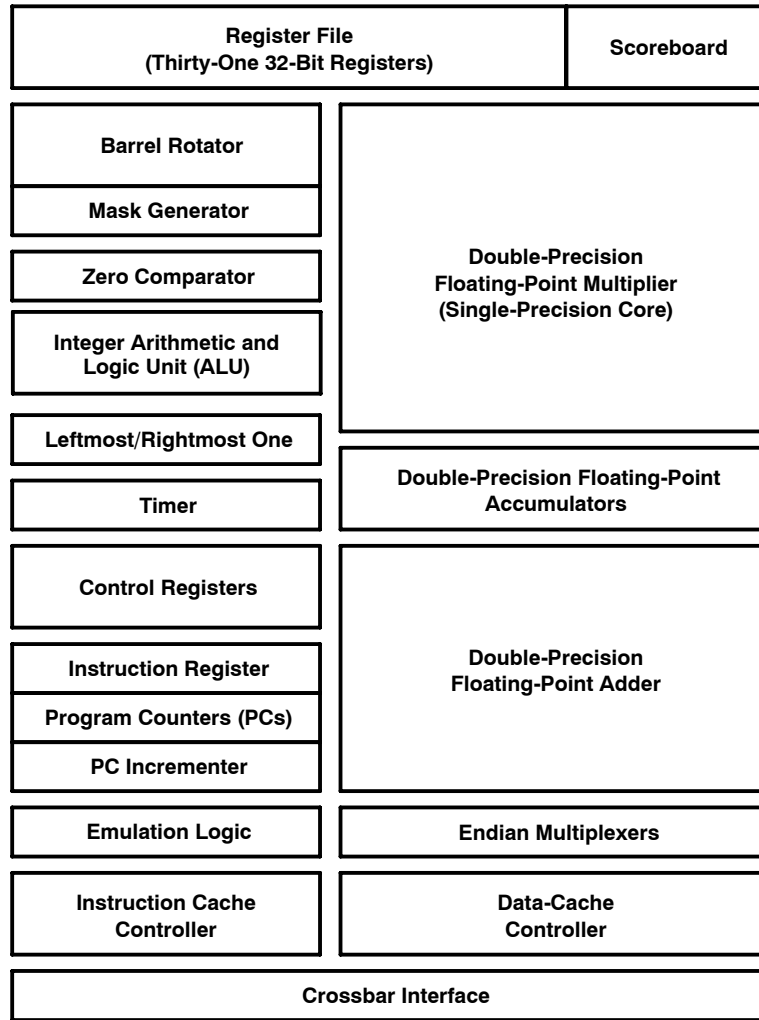 Register File
(Thirty-One 32-Bit Registers)
Scoreboard
Barrel Rotator
Mask Generator
Zero Comparator
Integer Arithmetic and
Logic Unit (ALU)
Leftmost/Rightmost One
Timer
Control Registers
Instruction Register
Program Counters (PCs)
PC Incrementer
Emulation Logic
Instruction Cache
Controller
Double-Precision
Floating-Point Multiplier
(Single-Precision Core)
Double-Precision Floating-Point
Accumulators
Double-Precision
Floating-Point Adder
Endian Multiplexers
Data-Cache
Controller
Crossbar Interface